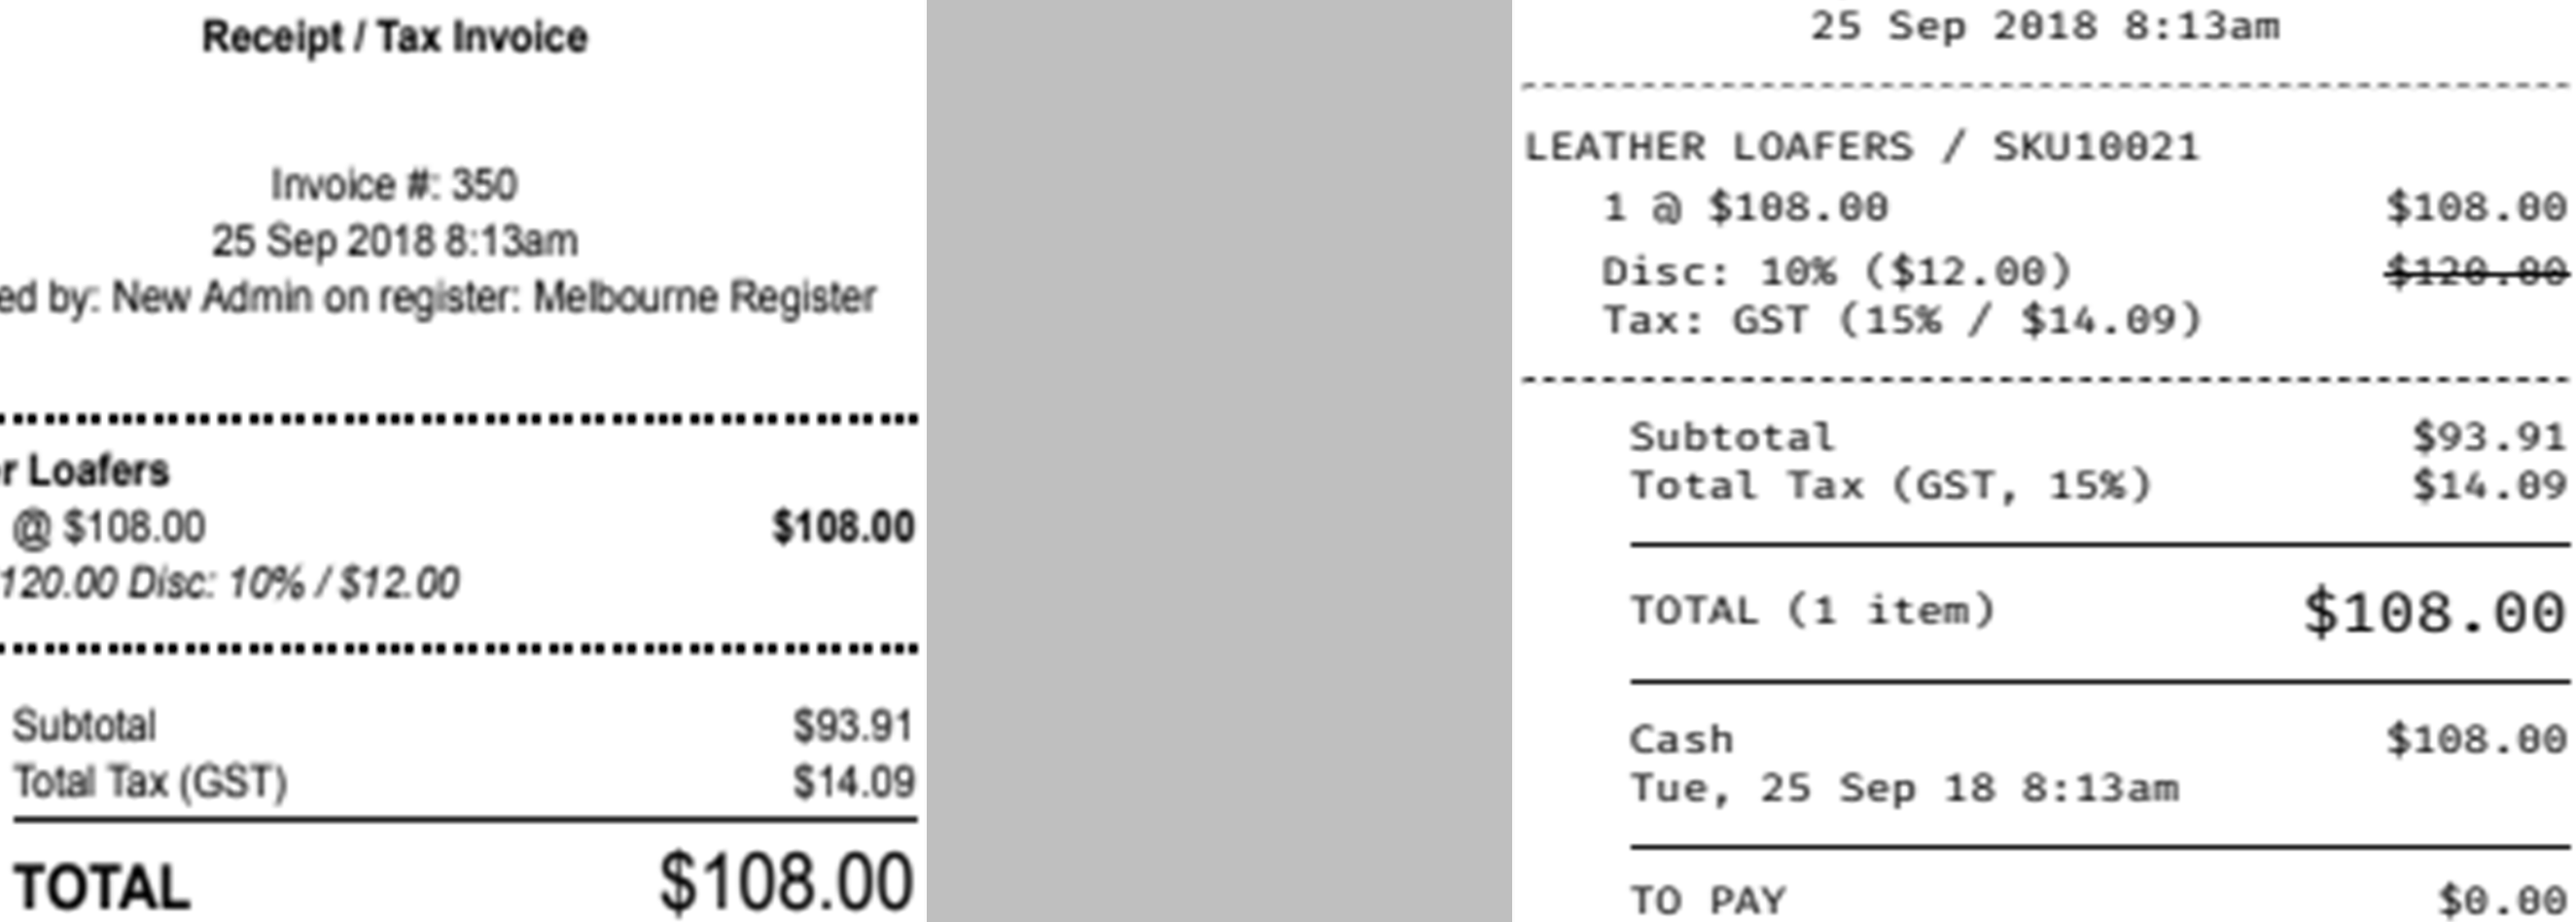 Receipt / Tax Invoice
Invoice #: 350
25 Sep 2018 8:13am
ed by: New Admin on register: Melbourne Register
r Loafers
@ $108.00 $108.00
120.00 Disc: 10% / $12.00
Subtotal $93.91
Total Tax (GST) $14.09
TOTAL $108.00
25 Sep 2018 8:13am
LEATHER LOAFERS / SKU10021
1 @ $108.00 $108.00
Disc: 10% ($12.00) $120.00
Tax: GST (15% / $14.09)
Subtotal $93.91
Total Tax (GST, 15%) $14.09
TOTAL (1 item) $108.00
Cash $108.00
Tue, 25 Sep 18 8:13am
TO PAY $0.00